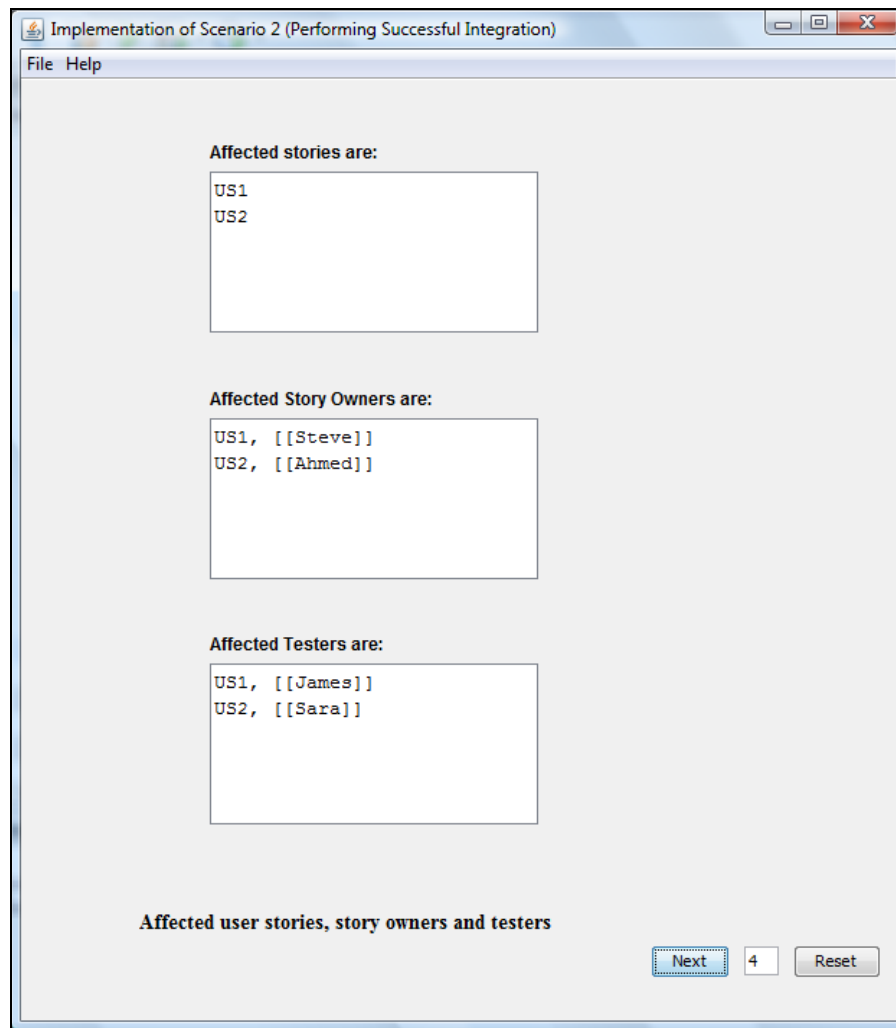 Implementation of Scenario 2 (Performing Successful Integration)
File Help
Affected stories are:
US1
US2
Affected Story Owners are:
US1, [[Steve]]
US2, [[Ahmed]]
Affected Testers are:
US1, [[James]]
US2, [[Sara]]
Affected user stories, story owners and testers
Next 4 Reset